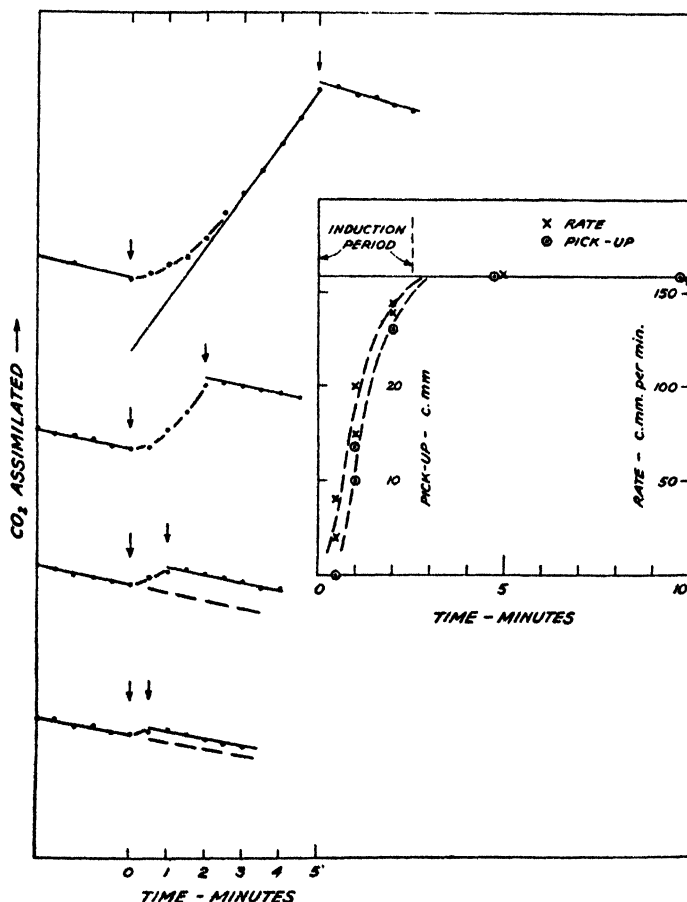 CO₂ ASSIMILATED →
0 1 2 3 4 5'
TIME - MINUTES
INDUCTION
PERIOD
x RATE
⊙ PICK-UP
150
100
50
20
10
PICK-UP - c.mm
RATE - c.mm. per min.
0 5 10
TIME - MINUTES